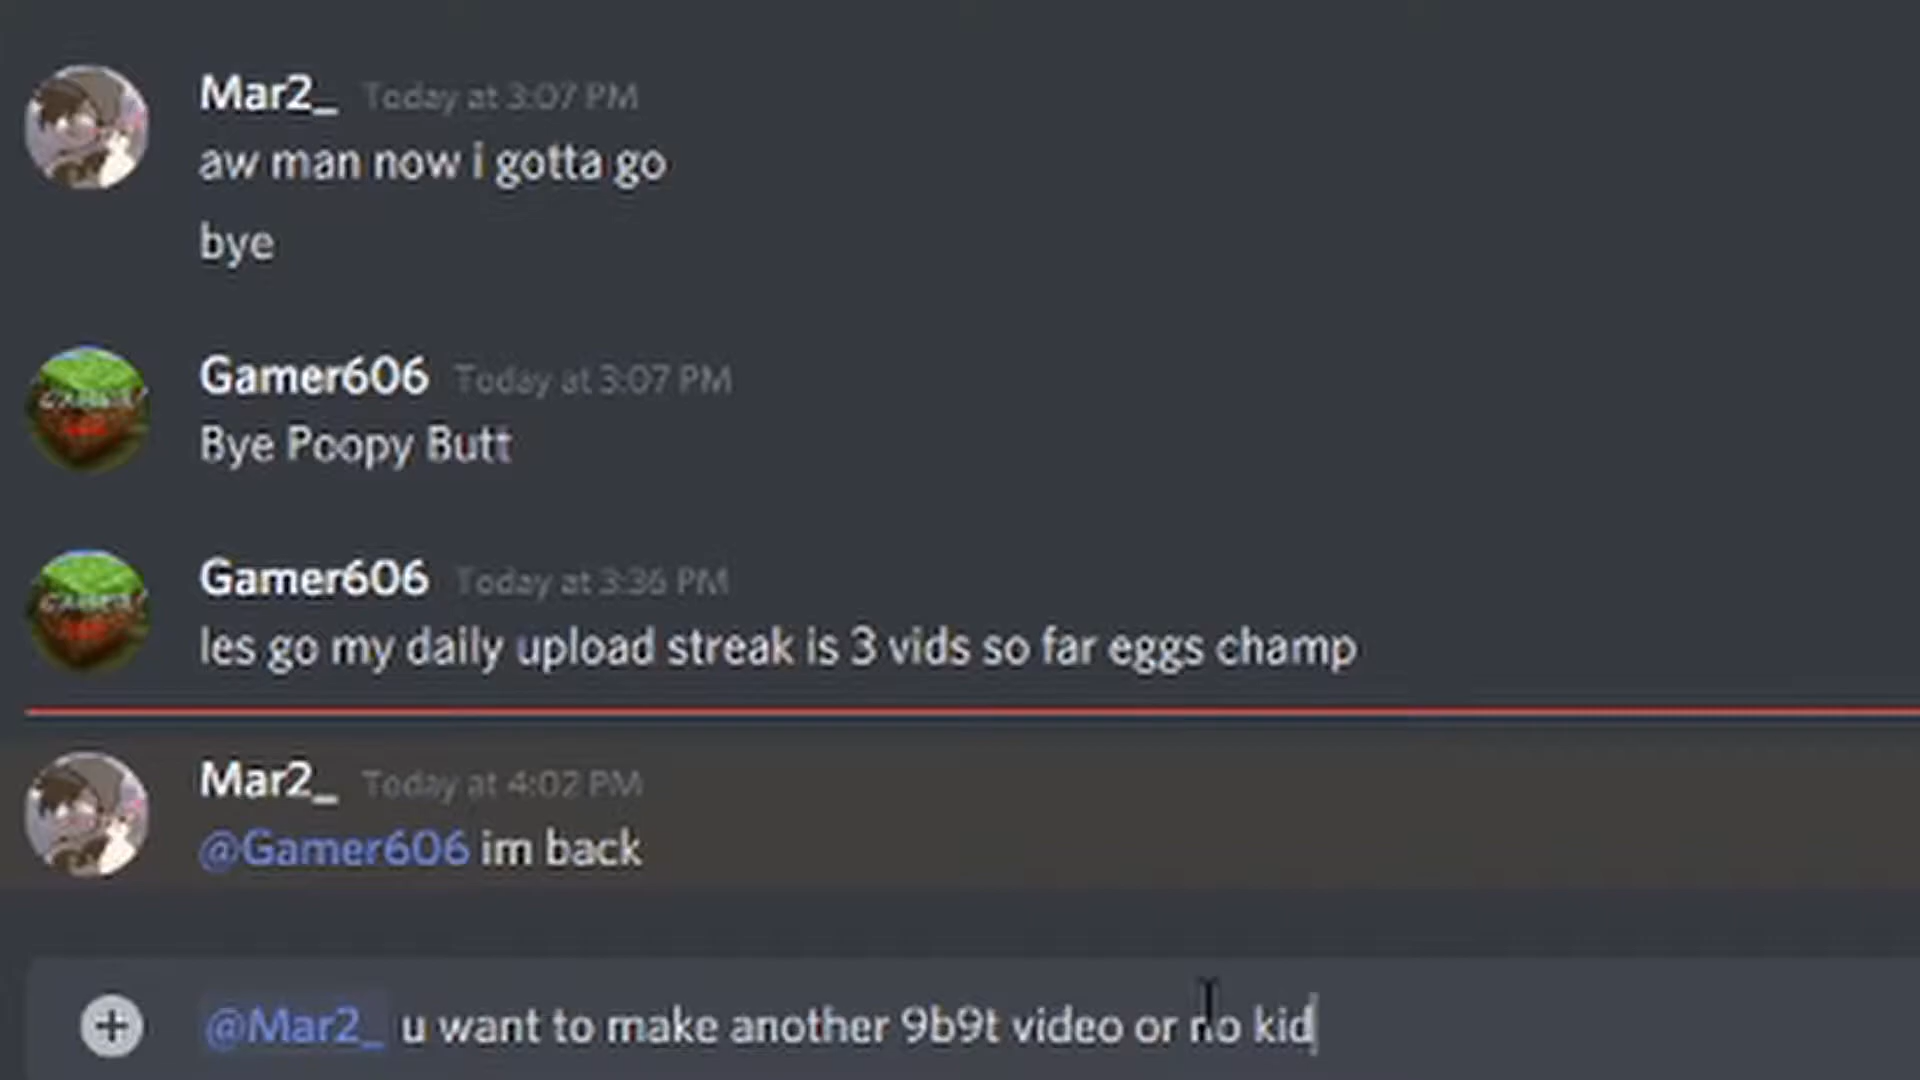 Mar2_ Today at 3:07 PM
aw man now i gotta go
bye
Gamer606 Today at 3:07 PM
Bye Poopy Butt
Gamer606 Today at 3:36 PM
les go my daily upload streak is 3 vids so far eggs champ
Mar2_ Today at 4:02 PM
@Gamer606 im back
@Mar2_ u want to make another 9b9t video or no kid